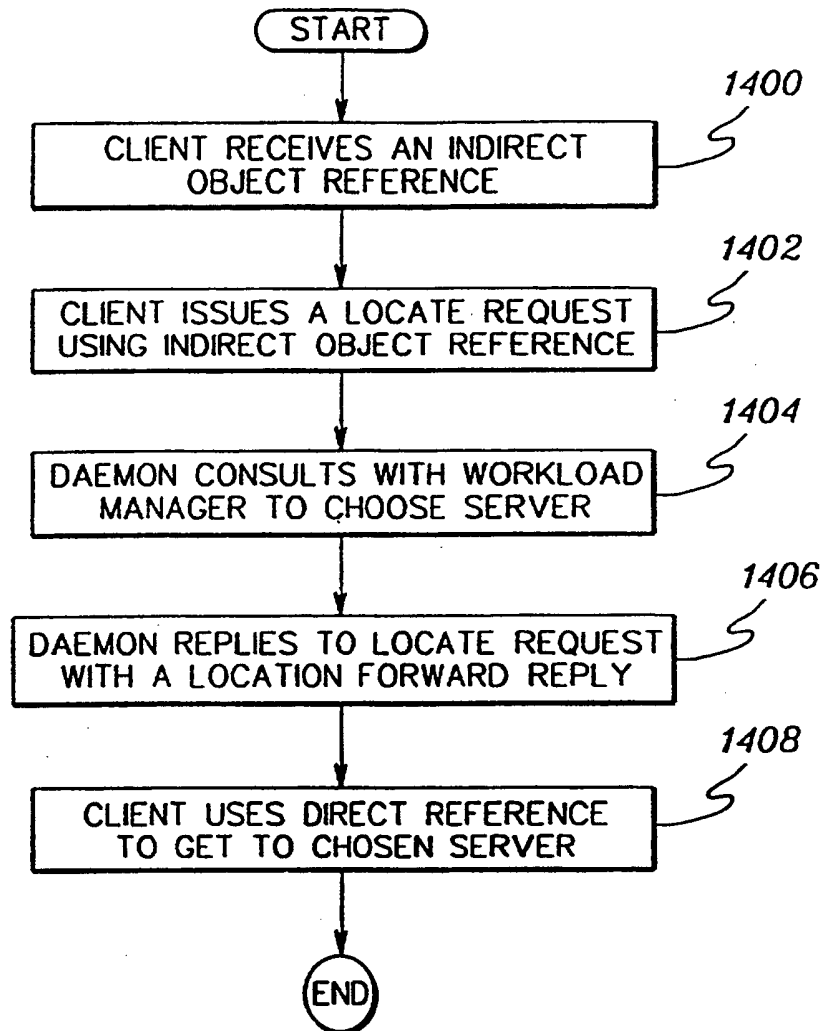 START
1400
CLIENT RECEIVES AN INDIRECT
OBJECT REFERENCE
1402
CLIENT ISSUES A LOCATE REQUEST
USING INDIRECT OBJECT REFERENCE
1404
DAEMON CONSULTS WITH WORKLOAD
MANAGER TO CHOOSE SERVER
1406
DAEMON REPLIES TO LOCATE REQUEST
WITH A LOCATION FORWARD REPLY
1408
CLIENT USES DIRECT REFERENCE
TO GET TO CHOSEN SERVER
END